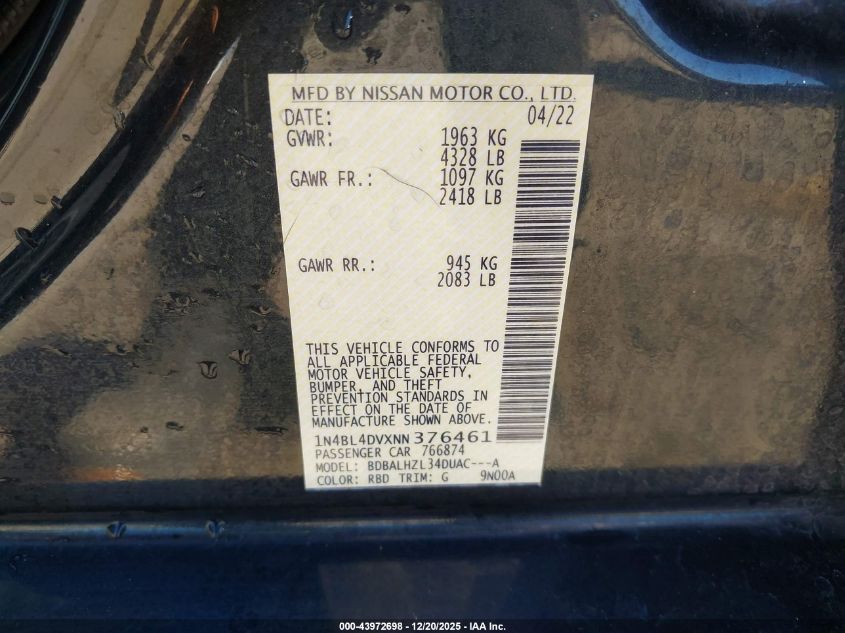 MFD BY NISSAN MOTOR CO., LTD.
DATE: 04/22
GVWR: 1963 KG
4328 LB
GAWR FR.: 1097 KG
2418 LB
GAWR RR.: 945 KG
2083 LB
THIS VEHICLE CONFORMS TO
ALL APPLICABLE FEDERAL
MOTOR VEHICLE SAFETY,
BUMPER, AND THEFT
PREVENTION STANDARDS IN
EFFECT ON THE DATE OF
MANUFACTURE SHOWN ABOVE.
1N4BL4DVXNN376461
PASSENGER CAR 766874
MODEL: BDBALHZL34DUAC---A
COLOR: RBD TRIM: G 9N00A
000-43972698 - 12/20/2025 - IAA Inc.